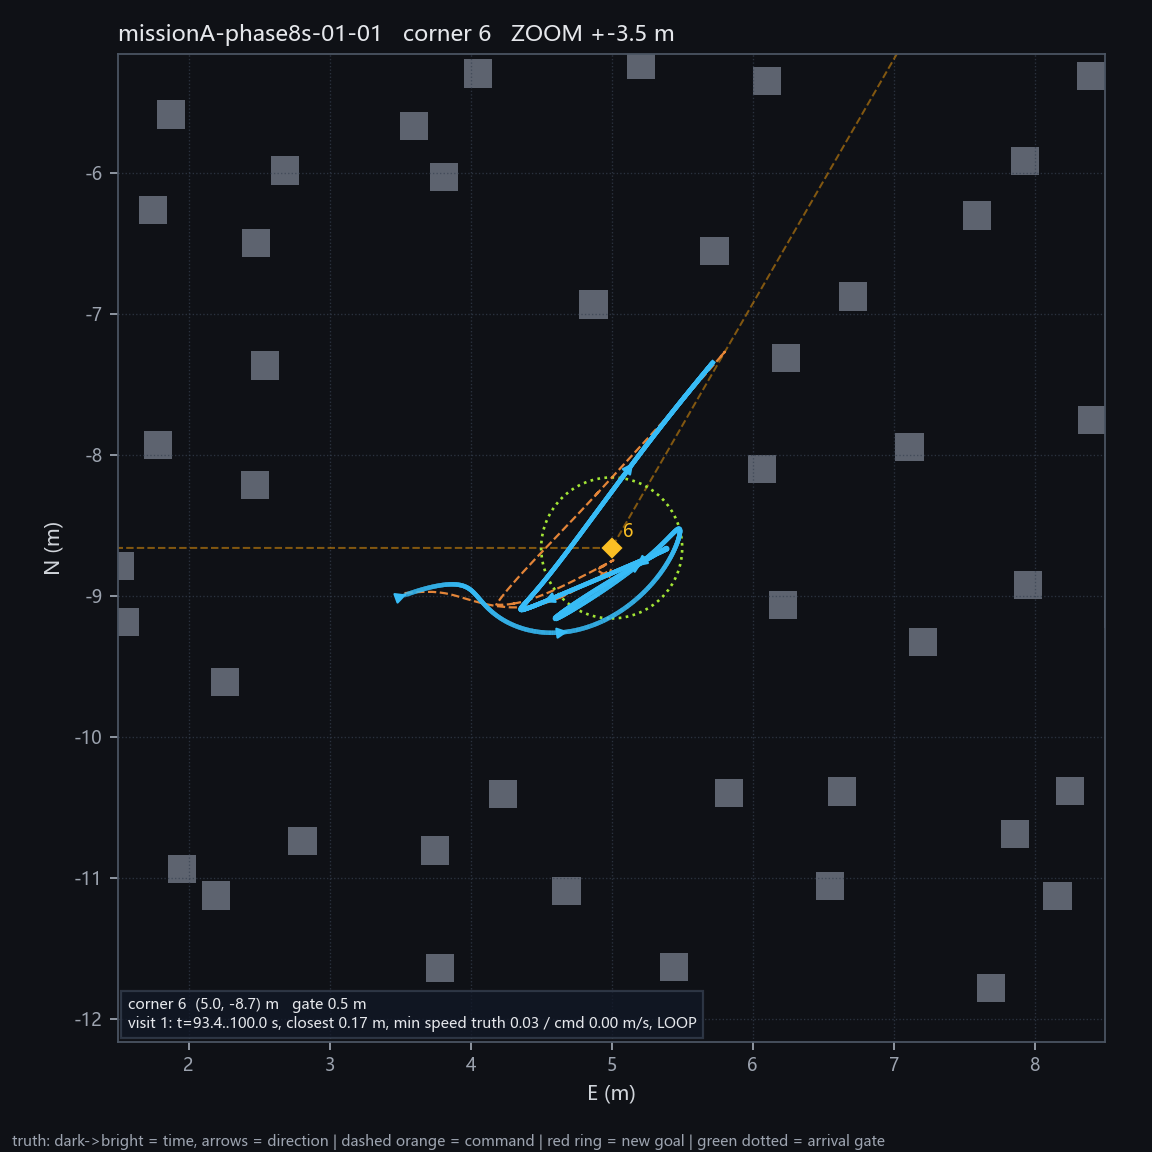 missionA-phase8s-01-01   corner 6   ZOOM +-3.5 m
-6
-7
-8
-9
-10
-11
-12
N (m)
6
corner 6  (5.0, -8.7) m   gate 0.5 m
visit 1: t=93.4..100.0 s, closest 0.17 m, min speed truth 0.03 / cmd 0.00 m/s, LOOP
2 3 4 5 6 7 8
E (m)
truth: dark->bright = time, arrows = direction | dashed orange = command | red ring = new goal | green dotted = arrival gate